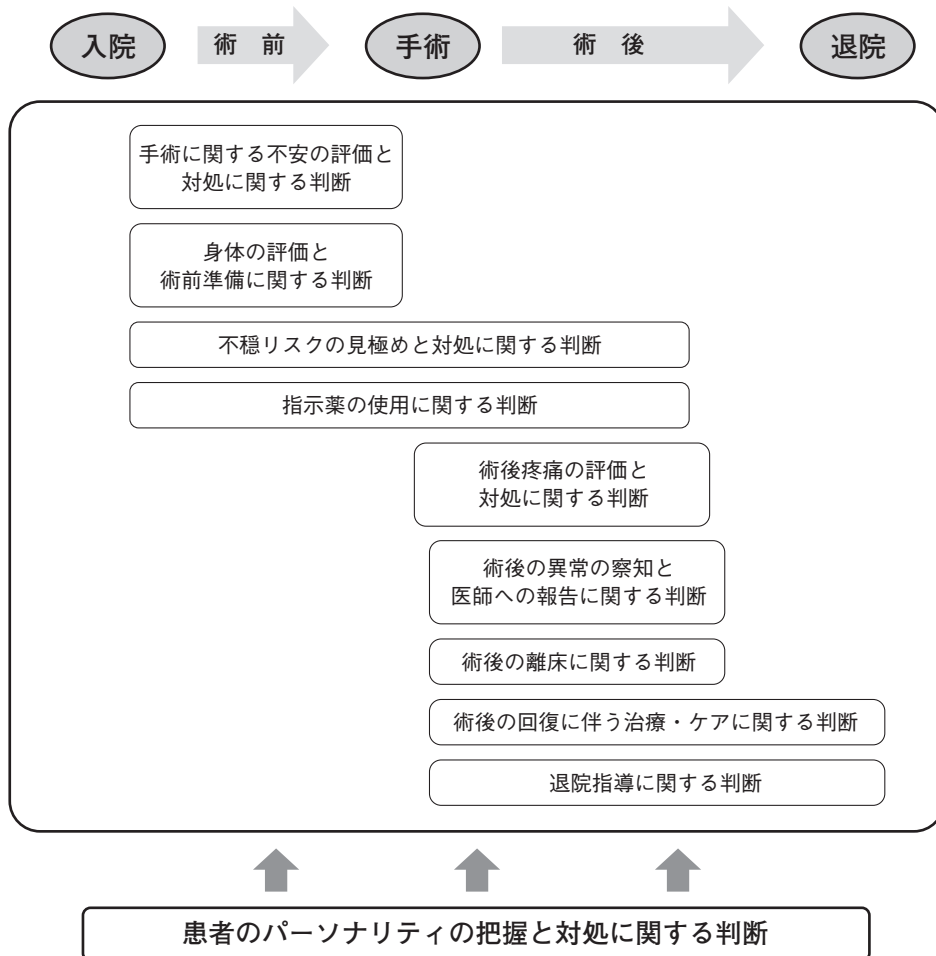 入院
術 前
手術
術 後
退院
手術に関する不安の評価と
対処に関する判断
身体の評価と
術前準備に関する判断
不穏リスクの見極めと対処に関する判断
指示薬の使用に関する判断
術後疼痛の評価と
対処に関する判断
術後の異常の察知と
医師への報告に関する判断
術後の離床に関する判断
術後の回復に伴う治療・ケアに関する判断
退院指導に関する判断
患者のパーソナリティの把握と対処に関する判断